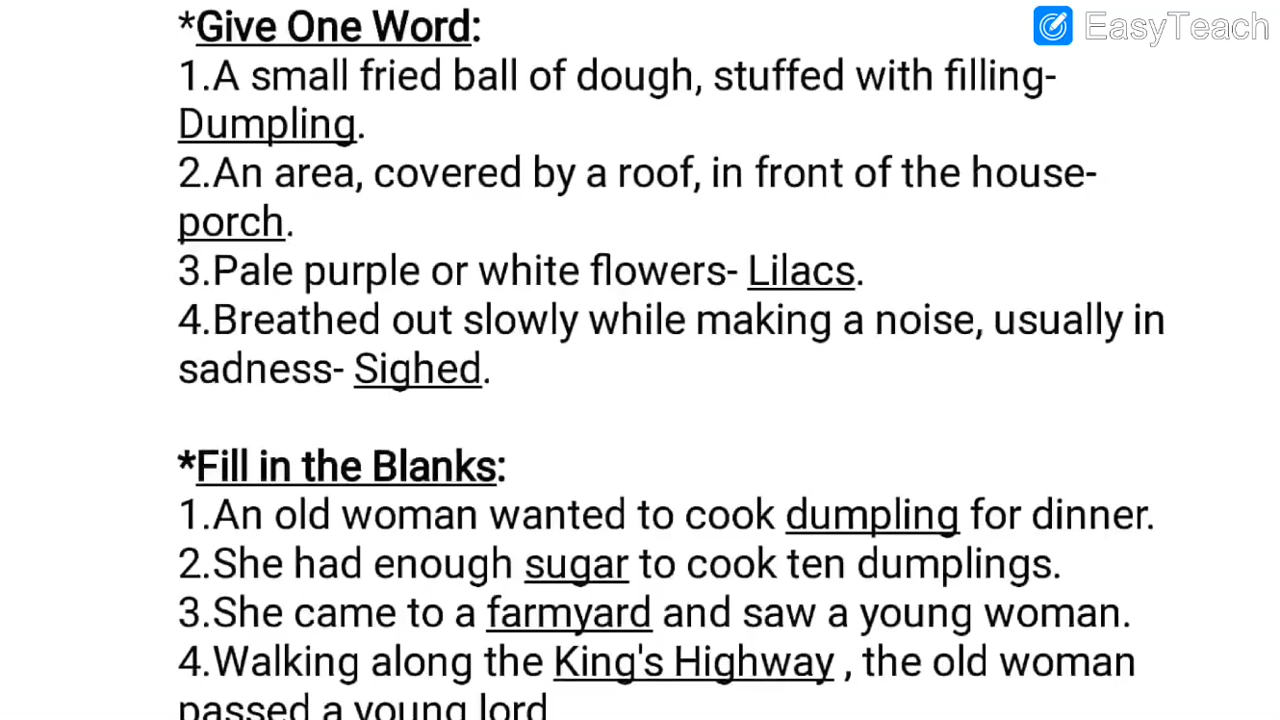 *Give One Word:
EasyTeach
1.A small fried ball of dough, stuffed with filling-
Dumpling.
2.An area, covered by a roof, in front of the house-
porch.
3.Pale purple or white flowers- Lilacs.
4.Breathed out slowly while making a noise, usually in
sadness- Sighed.
*Fill in the Blanks:
1.An old woman wanted to cook dumpling for dinner.
2.She had enough sugar to cook ten dumplings.
3.She came to a farmyard and saw a young woman.
4.Walking along the King's Highway , the old woman
passed a young lord